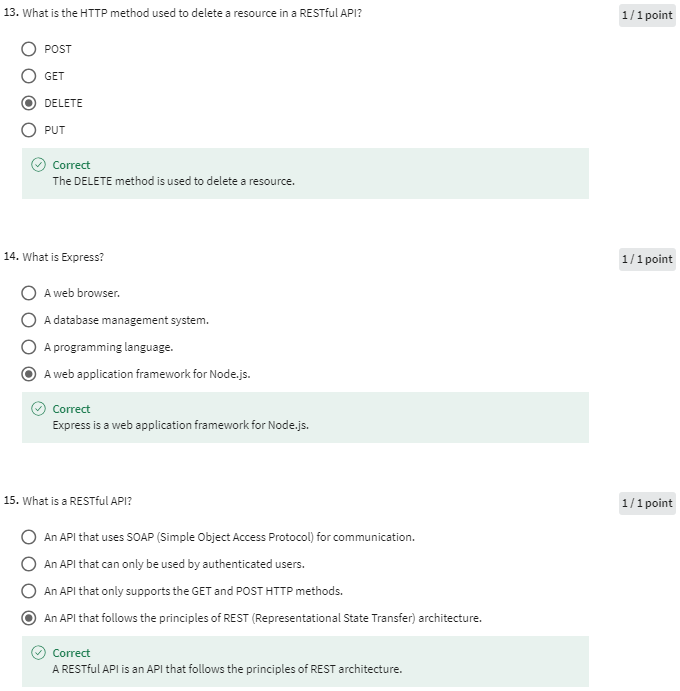 13. What is the HTTP method used to delete a resource in a RESTful API?
1 / 1 point
POST
GET
DELETE
PUT
Correct
The DELETE method is used to delete a resource.
14. What is Express?
1 / 1 point
A web browser.
A database management system.
A programming language.
A web application framework for Node.js.
Correct
Express is a web application framework for Node.js.
15. What is a RESTful API?
1 / 1 point
An API that uses SOAP (Simple Object Access Protocol) for communication.
An API that can only be used by authenticated users.
An API that only supports the GET and POST HTTP methods.
An API that follows the principles of REST (Representational State Transfer) architecture.
Correct
A RESTful API is an API that follows the principles of REST architecture.